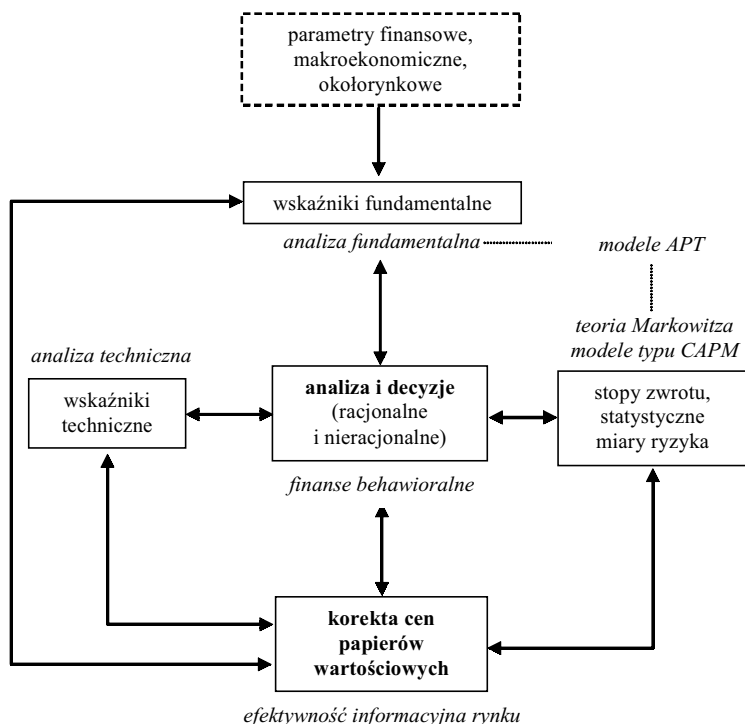 parametry finansowe,
makroekonomiczne,
okołorynkowe
wskaźniki fundamentalne
analiza fundamentalna
modele APT
teoria Markowitza
modele typu CAPM
analiza techniczna
wskaźniki
techniczne
analiza i decyzje
(racjonalne
i nieracjonalne)
stopy zwrotu,
statystyczne
miary ryzyka
finanse behawioralne
korekta cen
papierów
wartościowych
efektywność informacyjna rynku